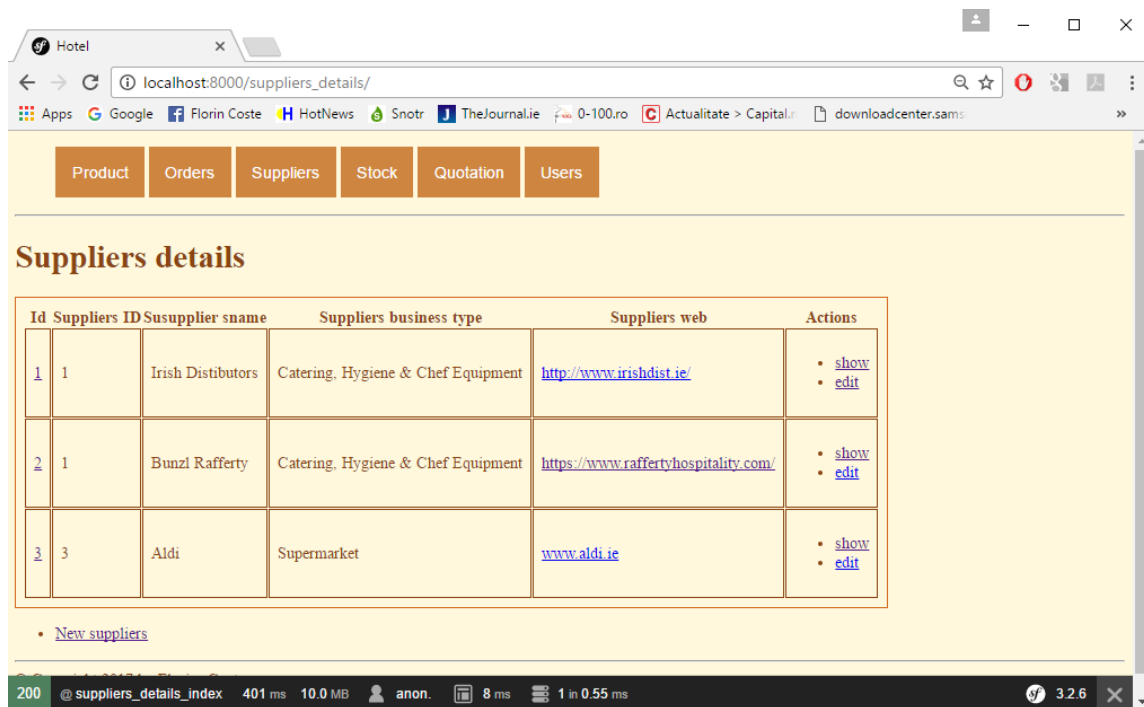 Hotel
localhost:8000/suppliers_details/
Apps Google Florin Coste HotNews Snotr TheJournal.ie 0-100.ro Actualitate > Capital.r downloadcenter.sams
Product Orders Suppliers Stock Quotation Users
Suppliers details
Id Suppliers ID Susupplier sname Suppliers business type Suppliers web Actions
1 1 Irish Distibutors Catering, Hygiene & Chef Equipment http://www.irishdist.ie/ • show
• edit
2 1 Bunzl Rafferty Catering, Hygiene & Chef Equipment https://www.raffertyhospitality.com/ • show
• edit
3 3 Aldi Supermarket www.aldi.ie • show
• edit
• New suppliers
200 @ suppliers_details_index 401 ms 10.0 MB anon. 8 ms 1 in 0.55 ms sf 3.2.6